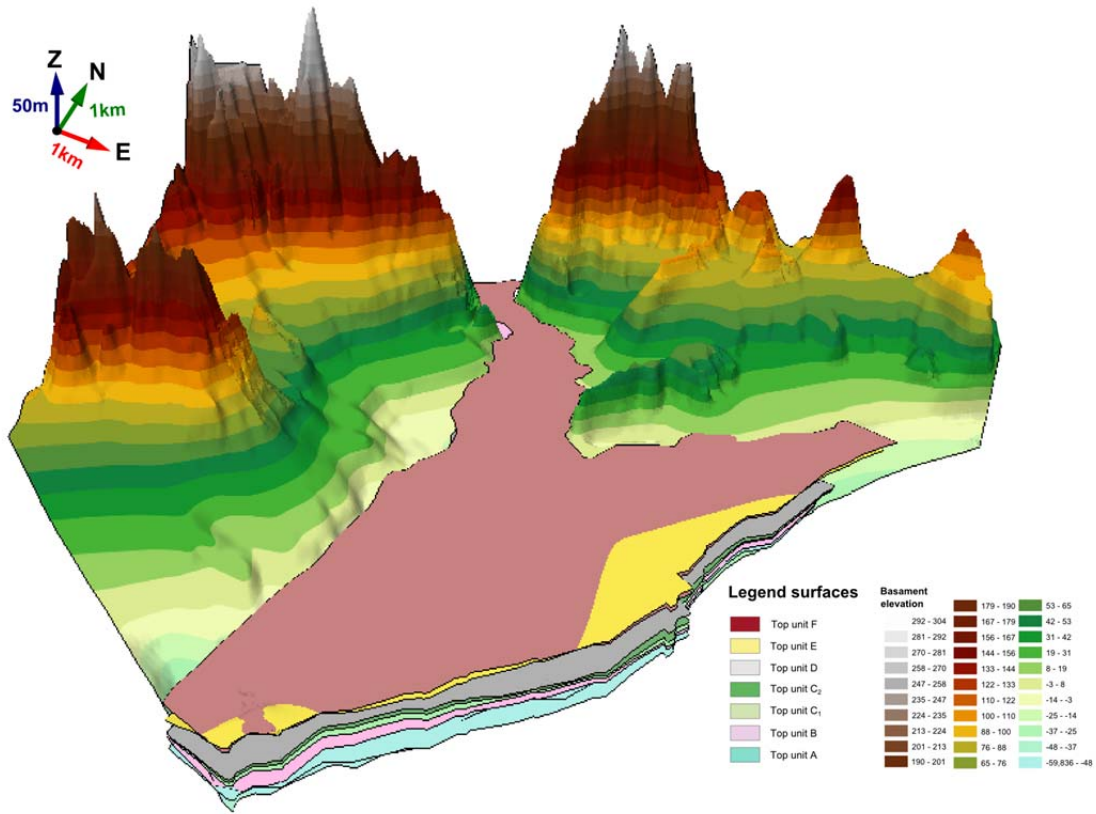 Z
N
50m
1km
E
1km
Legend surfaces
Top unit F
Top unit E
Top unit D
Top unit C2
Top unit C1
Top unit B
Top unit A
Basament
elevation
292 - 304
281 - 292
270 - 281
258 - 270
247 - 258
235 - 247
224 - 235
213 - 224
201 - 213
190 - 201
179 - 190
167 - 179
156 - 167
144 - 156
133 - 144
122 - 133
110 - 122
100 - 110
88 - 100
76 - 88
65 - 76
53 - 65
42 - 53
31 - 42
19 - 31
8 - 19
-3 - 8
-14 - -3
-25 - -14
-37 - -25
-48 - -37
-59,836 - -48